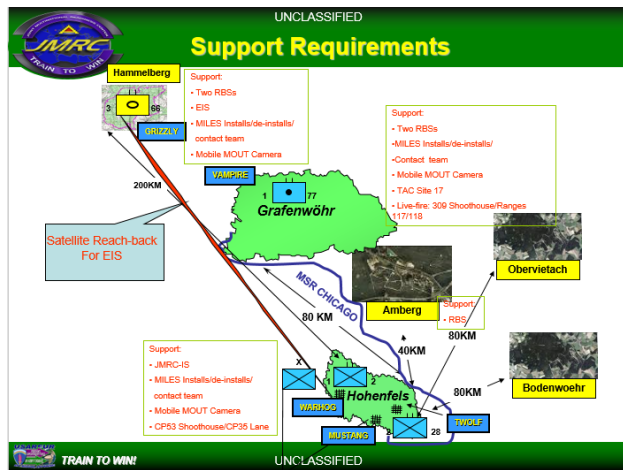 UNCLASSIFIED
JMRC
TRAIN TO WIN
Support Requirements
Hammelberg
3
66
GRIZZLY
Support:
• Two RBSs
• EIS
• MILES Installs/de-installs/
contact team
• Mobile MOUT Camera
Support:
• Two RBSs
•MILES Installs/de-installs/
Contact team
• Mobile MOUT Camera
• TAC Site 17
• Live-fire: 309 Shoothouse/Ranges
117/118
VAMPIRE
1
77
Grafenwöhr
200KM
Satellite Reach-back
For EIS
MSR CHICAGO
80 KM
Amberg
Support:
• RBS
Obervietach
80KM
40KM
80KM
Bodenwoehr
Support:
• JMRC-IS
• MILES Installs/de-installs/
contact team
• Mobile MOUT Camera
• CP53 Shoothouse/CP35 Lane
X
1
2
Hohenfels
WARHOG
MUSTANG
2
28
TWOLF
TRAIN TO WIN!
UNCLASSIFIED